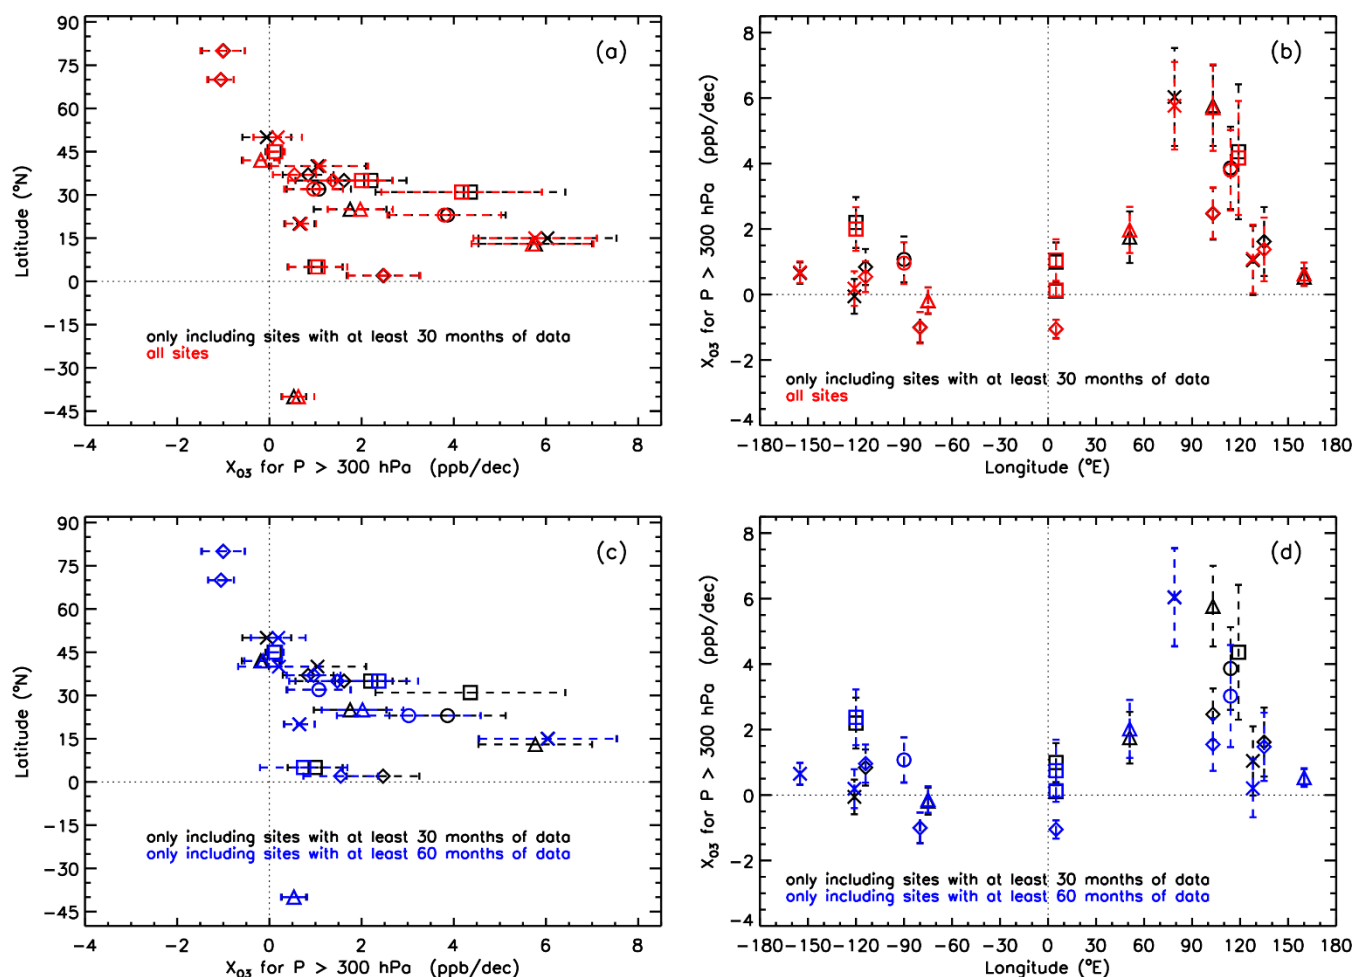 90
75
60
45
30
15
0
−15
−30
−45
Latitude (°N)
(a)
only including sites with at least 30 months of data
all sites
−4 −2 0 2 4 6 8
XO3 for P > 300 hPa (ppb/dec)
8
6
4
2
0
−2
−4
XO3 for P > 300 hPa (ppb/dec)
(b)
only including sites with at least 30 months of data
all sites
−180 −150 −120 −90 −60 −30 0 30 60 90 120 150 180
Longitude (°E)
90
75
60
45
30
15
0
−15
−30
−45
Latitude (°N)
(c)
only including sites with at least 30 months of data
only including sites with at least 60 months of data
−4 −2 0 2 4 6 8
XO3 for P > 300 hPa (ppb/dec)
8
6
4
2
0
−2
−4
XO3 for P > 300 hPa (ppb/dec)
(d)
only including sites with at least 30 months of data
only including sites with at least 60 months of data
−180 −150 −120 −90 −60 −30 0 30 60 90 120 150 180
Longitude (°E)